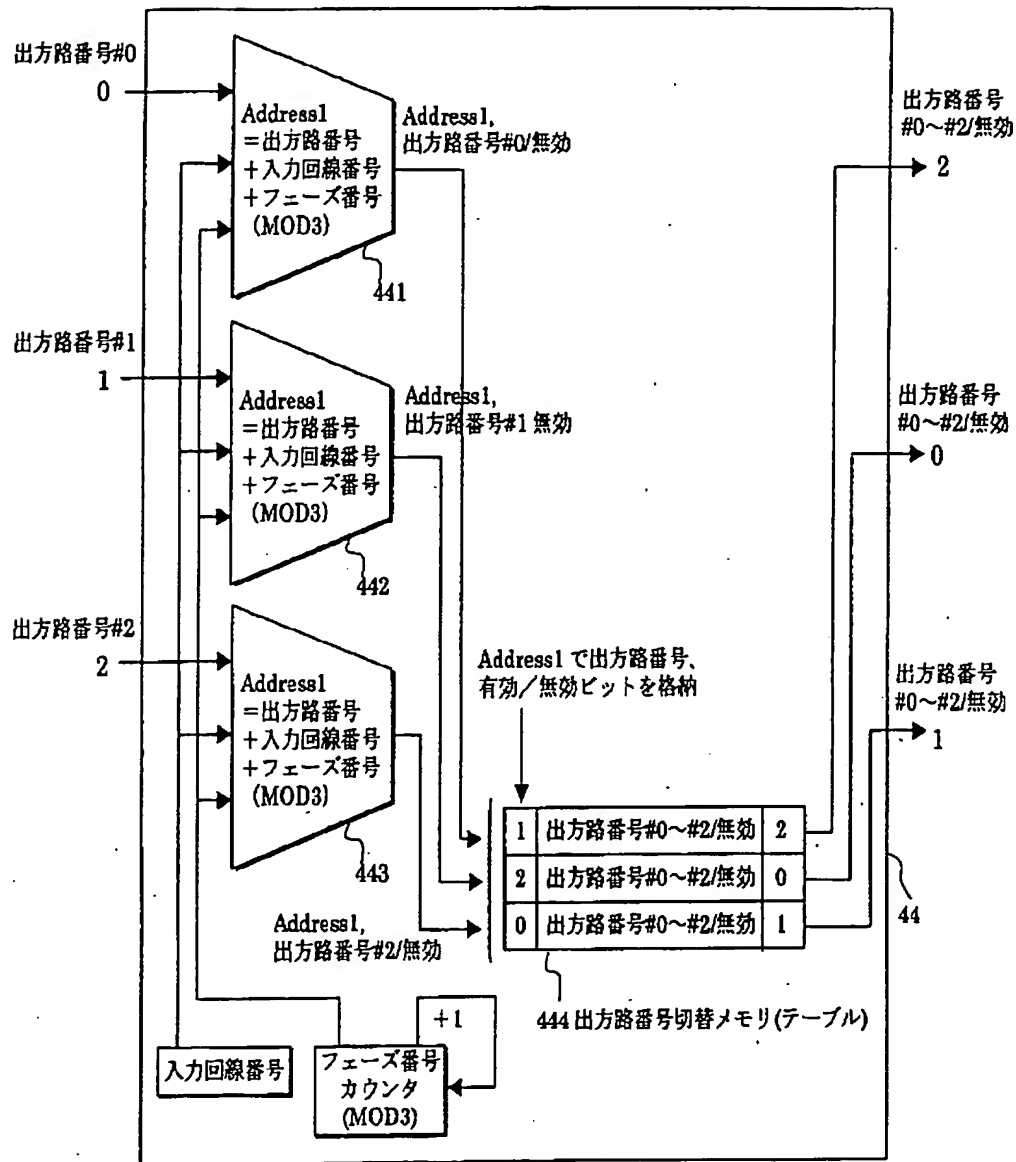 出方路番号#0
0
Address1
=出方路番号
+入力回線番号
+フェーズ番号
(MOD3)
441
Address1,
出方路番号#0/無効
出方路番号
#0～#2/無効
2
出方路番号#1
1
Address1
=出方路番号
+入力回線番号
+フェーズ番号
(MOD3)
442
Address1,
出方路番号#1 無効
出方路番号
#0～#2/無効
0
出方路番号#2
2
Address1
=出方路番号
+入力回線番号
+フェーズ番号
(MOD3)
443
Address1,
出方路番号#2/無効
Address1で出方路番号、
有効／無効ビットを格納
出方路番号
#0～#2/無効
1
1 出方路番号#0～#2/無効 2
2 出方路番号#0～#2/無効 0
0 出方路番号#0～#2/無効 1
44
444 出方路番号切替メモリ(テーブル)
+1
入力回線番号
フェーズ番号
カウンタ
(MOD3)